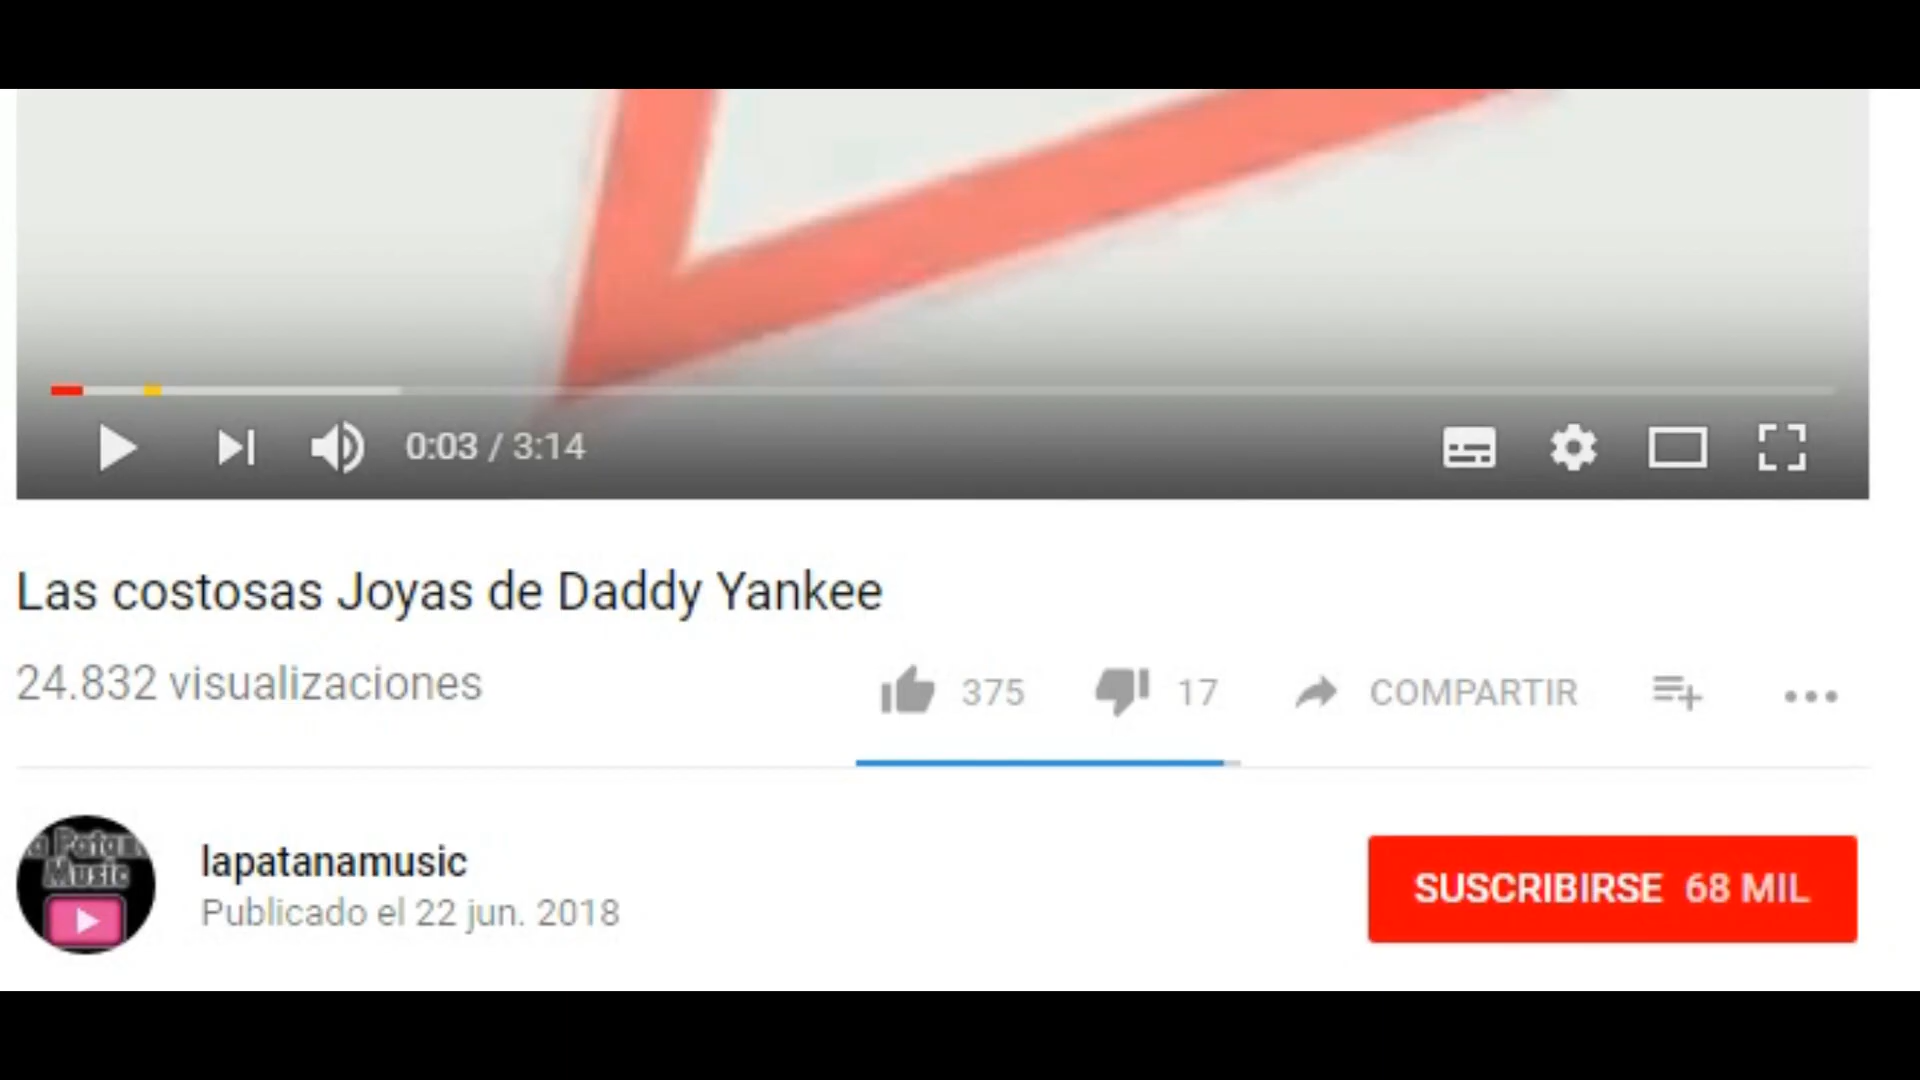 0:03 / 3:14
Las costosas Joyas de Daddy Yankee
24.832 visualizaciones
375
17
COMPARTIR
Music
lapatanamusic
Publicado el 22 jun. 2018
SUSCRIBIRSE 68 MIL